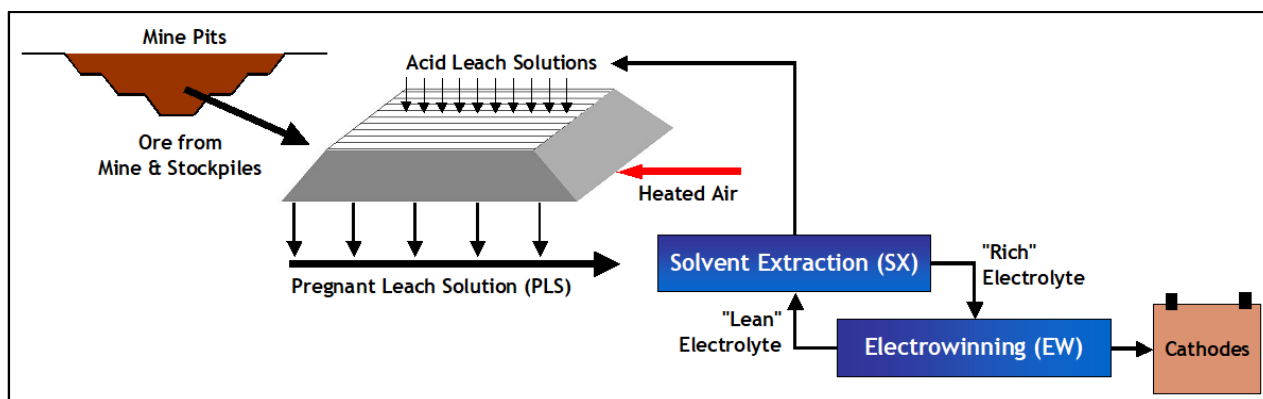 Mine Pits
Acid Leach Solutions
Ore from
Mine & Stockpiles
Heated Air
Pregnant Leach Solution (PLS)
Solvent Extraction (SX)
"Rich"
Electrolyte
"Lean"
Electrolyte
Electrowinning (EW)
Cathodes